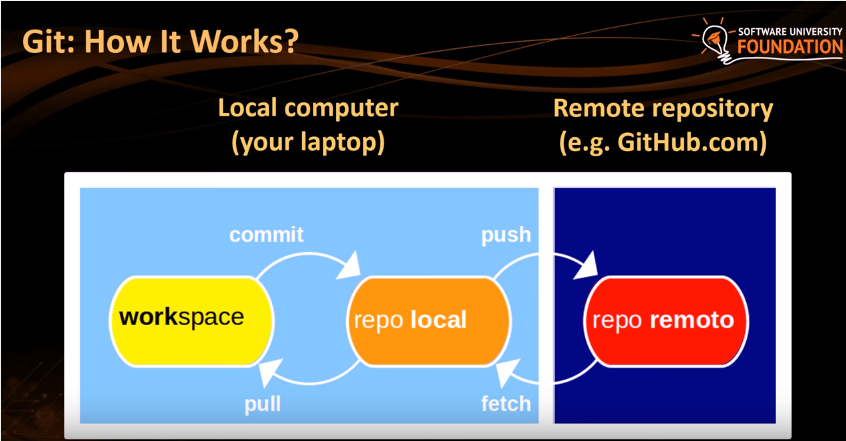 Git: How It Works?
SOFTWARE UNIVERSITY
FOUNDATION
Local computer
(your laptop)
Remote repository
(e.g. GitHub.com)
commit
push
workspace
repo local
repo remoto
pull
fetch